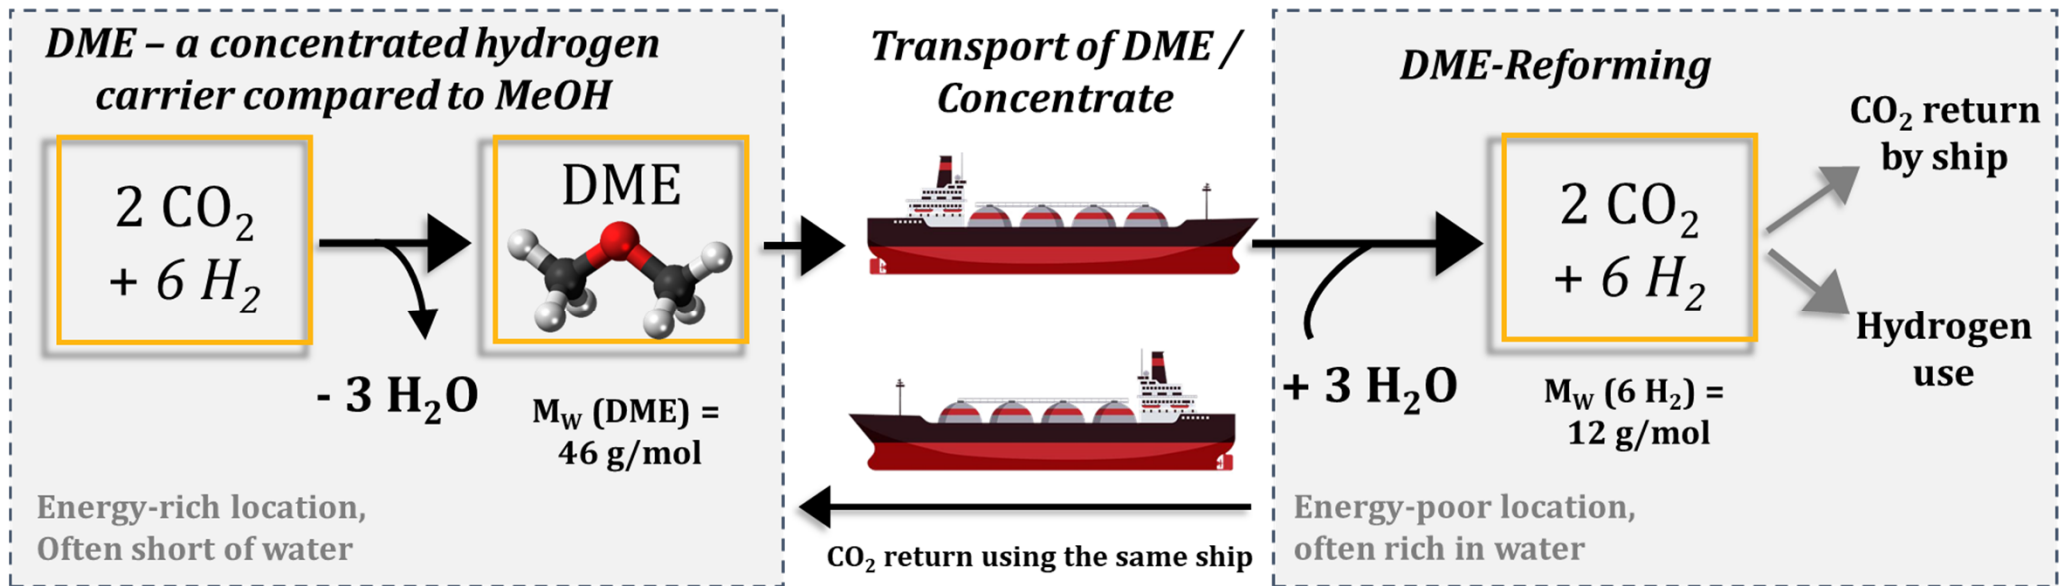 DME – a concentrated hydrogen
carrier compared to MeOH
2 CO₂
+ 6 H₂
- 3 H₂O
DME
M_W (DME) =
46 g/mol
Energy-rich location,
Often short of water
Transport of DME /
Concentrate
CO₂ return using the same ship
DME-Reforming
+ 3 H₂O
2 CO₂
+ 6 H₂
M_W (6 H₂) =
12 g/mol
CO₂ return
by ship
Hydrogen
use
Energy-poor location,
often rich in water